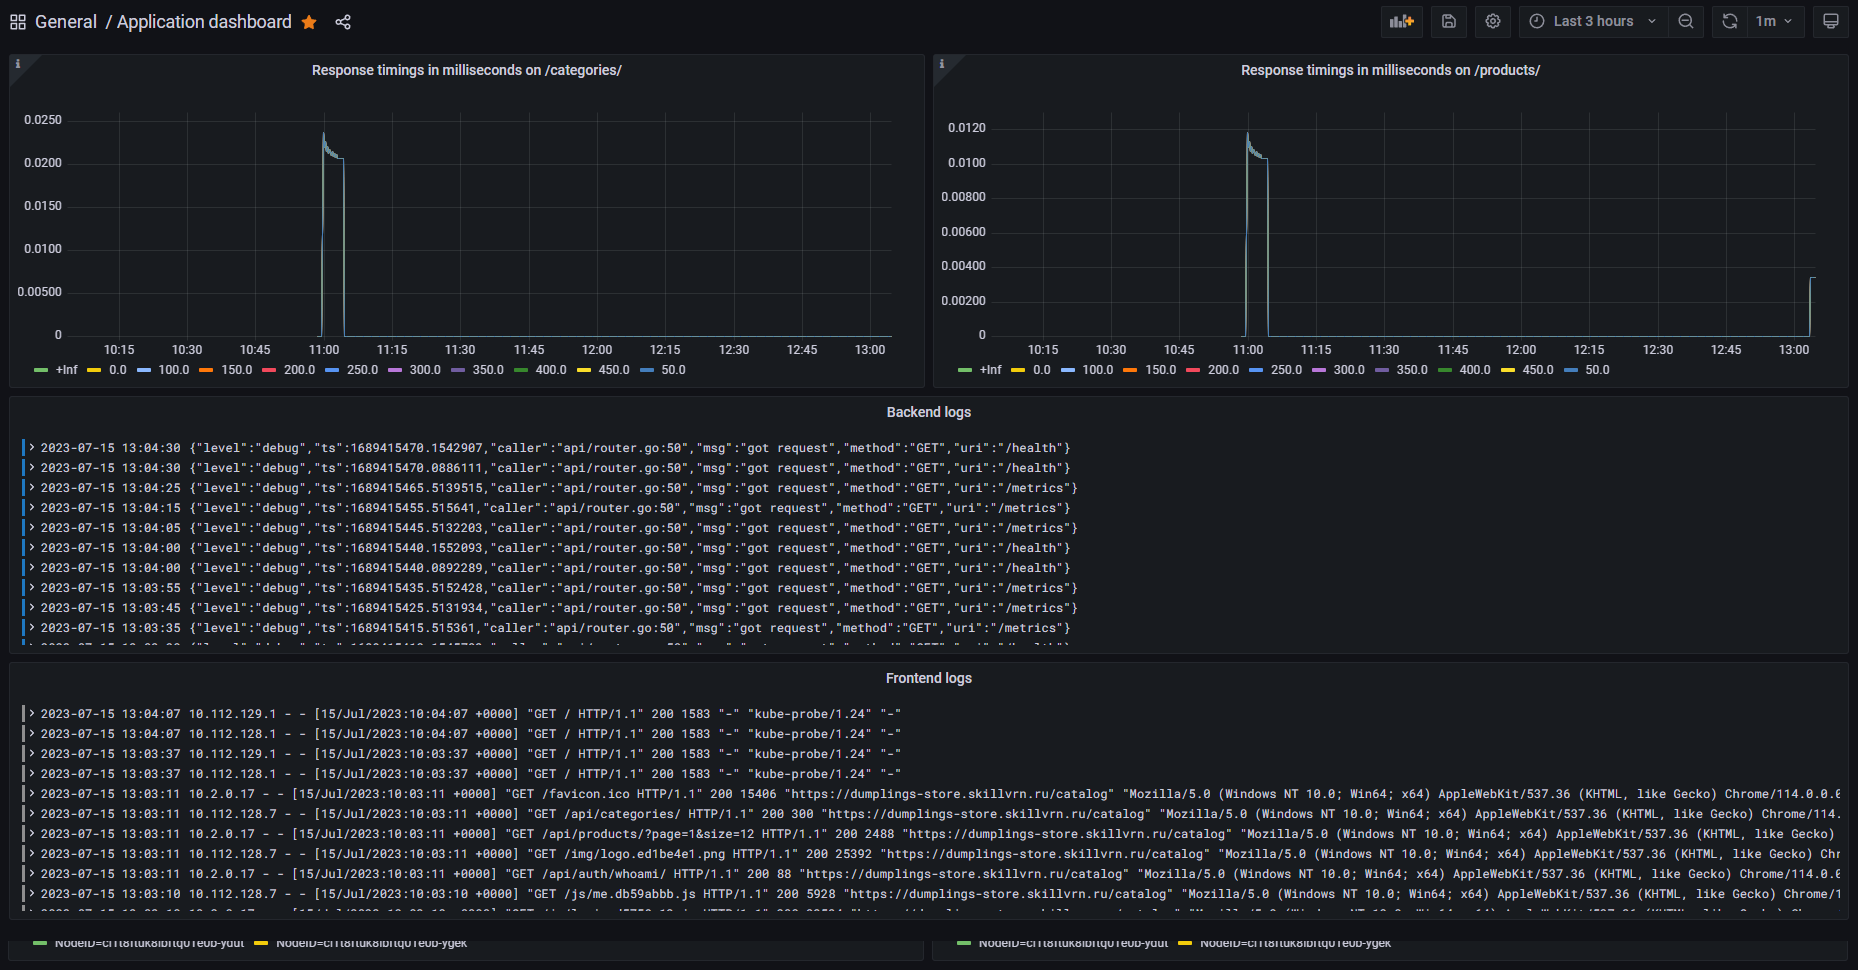 General / Application dashboard
Last 3 hours
1m
Response timings in milliseconds on /categories/
0.0250
0.0200
0.0150
0.0100
0.00500
0
10:15 10:30 10:45 11:00 11:15 11:30 11:45 12:00 12:15 12:30 12:45 13:00
+Inf 0.0 100.0 150.0 200.0 250.0 300.0 350.0 400.0 450.0 50.0
Response timings in milliseconds on /products/
0.0120
0.0100
0.00800
0.00600
0.00400
0.00200
0
10:15 10:30 10:45 11:00 11:15 11:30 11:45 12:00 12:15 12:30 12:45 13:00
+Inf 0.0 100.0 150.0 200.0 250.0 300.0 350.0 400.0 450.0 50.0
Backend logs
2023-07-15 13:04:30 {"level":"debug","ts":1689415470.1542907,"caller":"api/router.go:50","msg":"got request","method":"GET","uri":"/health"}
2023-07-15 13:04:30 {"level":"debug","ts":1689415470.0886111,"caller":"api/router.go:50","msg":"got request","method":"GET","uri":"/health"}
2023-07-15 13:04:25 {"level":"debug","ts":1689415465.5139515,"caller":"api/router.go:50","msg":"got request","method":"GET","uri":"/metrics"}
2023-07-15 13:04:15 {"level":"debug","ts":1689415455.515641,"caller":"api/router.go:50","msg":"got request","method":"GET","uri":"/metrics"}
2023-07-15 13:04:05 {"level":"debug","ts":1689415445.5132203,"caller":"api/router.go:50","msg":"got request","method":"GET","uri":"/metrics"}
2023-07-15 13:04:00 {"level":"debug","ts":1689415440.1552093,"caller":"api/router.go:50","msg":"got request","method":"GET","uri":"/health"}
2023-07-15 13:04:00 {"level":"debug","ts":1689415440.0892289,"caller":"api/router.go:50","msg":"got request","method":"GET","uri":"/health"}
2023-07-15 13:03:55 {"level":"debug","ts":1689415435.5152428,"caller":"api/router.go:50","msg":"got request","method":"GET","uri":"/metrics"}
2023-07-15 13:03:45 {"level":"debug","ts":1689415425.5131934,"caller":"api/router.go:50","msg":"got request","method":"GET","uri":"/metrics"}
2023-07-15 13:03:35 {"level":"debug","ts":1689415415.515361,"caller":"api/router.go:50","msg":"got request","method":"GET","uri":"/metrics"}
Frontend logs
2023-07-15 13:04:07 10.112.129.1 - - [15/Jul/2023:10:04:07 +0000] "GET / HTTP/1.1" 200 1583 "-" "kube-probe/1.24" "-"
2023-07-15 13:04:07 10.112.128.1 - - [15/Jul/2023:10:04:07 +0000] "GET / HTTP/1.1" 200 1583 "-" "kube-probe/1.24" "-"
2023-07-15 13:03:37 10.112.129.1 - - [15/Jul/2023:10:03:37 +0000] "GET / HTTP/1.1" 200 1583 "-" "kube-probe/1.24" "-"
2023-07-15 13:03:37 10.112.128.1 - - [15/Jul/2023:10:03:37 +0000] "GET / HTTP/1.1" 200 1583 "-" "kube-probe/1.24" "-"
2023-07-15 13:03:11 10.2.0.17 - - [15/Jul/2023:10:03:11 +0000] "GET /favicon.ico HTTP/1.1" 200 15406 "https://dumplings-store.skillvrn.ru/catalog" "Mozilla/5.0 (Windows NT 10.0; Win64; x64) AppleWebKit/537.36 (KHTML, like Gecko) Chrome/114.0.0.0
2023-07-15 13:03:11 10.112.128.7 - - [15/Jul/2023:10:03:11 +0000] "GET /api/categories/ HTTP/1.1" 200 300 "https://dumplings-store.skillvrn.ru/catalog" "Mozilla/5.0 (Windows NT 10.0; Win64; x64) AppleWebKit/537.36 (KHTML, like Gecko) Chrome/114.
2023-07-15 13:03:11 10.2.0.17 - - [15/Jul/2023:10:03:11 +0000] "GET /api/products/?page=1&size=12 HTTP/1.1" 200 2488 "https://dumplings-store.skillvrn.ru/catalog" "Mozilla/5.0 (Windows NT 10.0; Win64; x64) AppleWebKit/537.36 (KHTML, like Gecko)
2023-07-15 13:03:11 10.112.128.7 - - [15/Jul/2023:10:03:11 +0000] "GET /img/logo.ed1be4e1.png HTTP/1.1" 200 25392 "https://dumplings-store.skillvrn.ru/catalog" "Mozilla/5.0 (Windows NT 10.0; Win64; x64) AppleWebKit/537.36 (KHTML, like Gecko) Chr
2023-07-15 13:03:11 10.2.0.17 - - [15/Jul/2023:10:03:11 +0000] "GET /api/auth/whoami/ HTTP/1.1" 200 88 "https://dumplings-store.skillvrn.ru/catalog" "Mozilla/5.0 (Windows NT 10.0; Win64; x64) AppleWebKit/537.36 (KHTML, like Gecko) Chrome/114.0.0
2023-07-15 13:03:10 10.112.128.7 - - [15/Jul/2023:10:03:10 +0000] "GET /js/me.db59abbb.js HTTP/1.1" 200 5928 "https://dumplings-store.skillvrn.ru/catalog" "Mozilla/5.0 (Windows NT 10.0; Win64; x64) AppleWebKit/537.36 (KHTML, like Gecko) Chrome/1